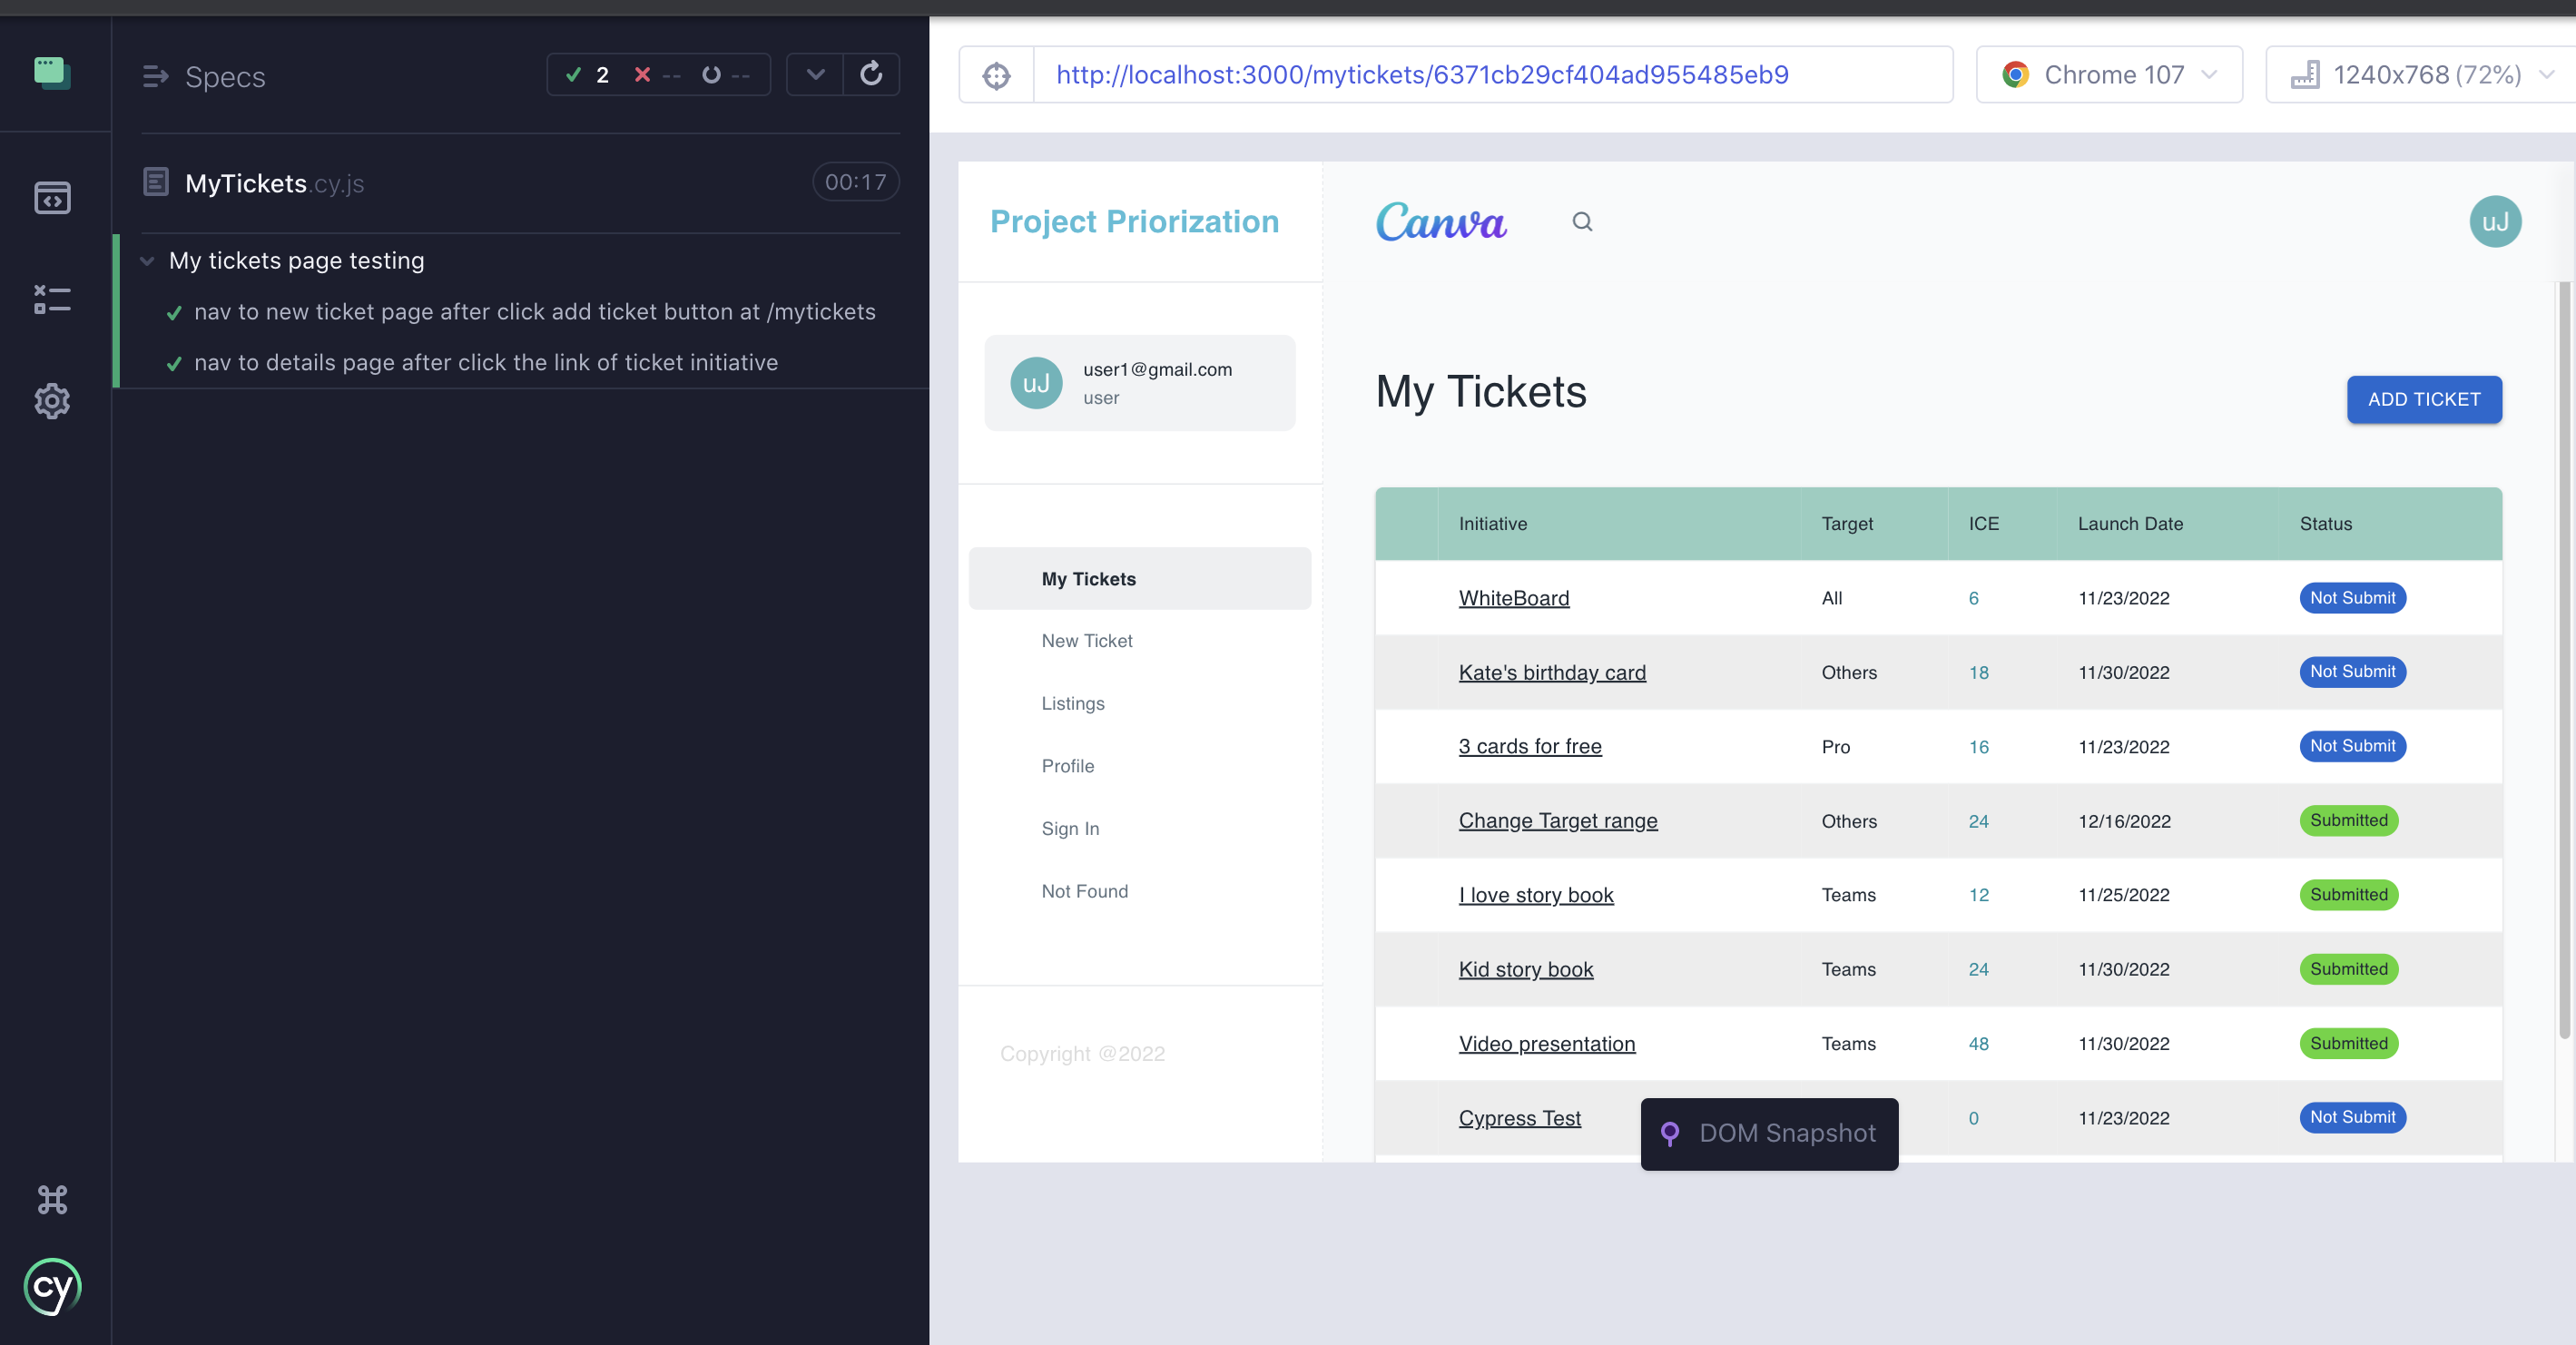 Specs
2 -- --
MyTickets.cy.js 00:17
My tickets page testing
nav to new ticket page after click add ticket button at /mytickets
nav to details page after click the link of ticket initiative
cy
http://localhost:3000/mytickets/6371cb29cf404ad955485eb9
Chrome 107
1240x768 (72%)
Project Priorization
Canva
uJ
uJ
user1@gmail.com
user
My Tickets
New Ticket
Listings
Profile
Sign In
Not Found
Copyright @2022
My Tickets
ADD TICKET
Initiative Target ICE Launch Date Status
WhiteBoard All 6 11/23/2022 Not Submit
Kate's birthday card Others 18 11/30/2022 Not Submit
3 cards for free Pro 16 11/23/2022 Not Submit
Change Target range Others 24 12/16/2022 Submitted
I love story book Teams 12 11/25/2022 Submitted
Kid story book Teams 24 11/30/2022 Submitted
Video presentation Teams 48 11/30/2022 Submitted
Cypress Test 0 11/23/2022 Not Submit
DOM Snapshot